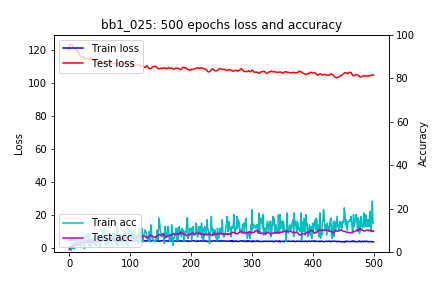 bb1_025: 500 epochs loss and accuracy
Train loss
Test loss
Train acc
Test acc
Loss
120
100
80
60
40
20
0
Accuracy
100
80
60
40
20
0
0
100
200
300
400
500